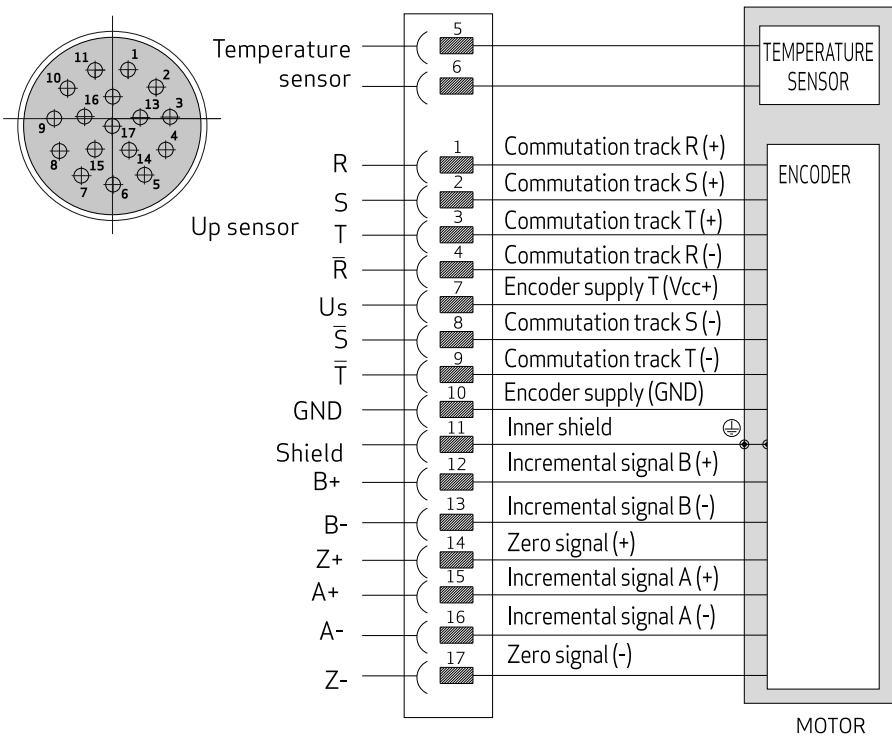 11 1
10 2
16 13 3
9 17
8 15 14 4
7 6 5
Up sensor
Temperature
sensor
5
6
TEMPERATURE
SENSOR
ENCODER
R 1 Commutation track R (+)
S 2 Commutation track S (+)
T 3 Commutation track T (+)
R̅ 4 Commutation track R (-)
Us 7 Encoder supply T (Vcc+)
S̅ 8 Commutation track S (-)
T̅ 9 Commutation track T (-)
GND 10 Encoder supply (GND)
Shield 11 Inner shield
B+ 12 Incremental signal B (+)
B- 13 Incremental signal B (-)
Z+ 14 Zero signal (+)
A+ 15 Incremental signal A (+)
A- 16 Incremental signal A (-)
Z- 17 Zero signal (-)
MOTOR